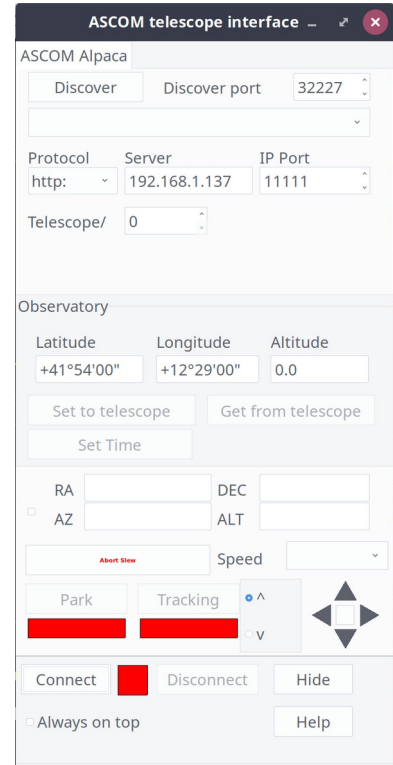 ASCOM telescope interface
ASCOM Alpaca
Discover Discover port 32227
Protocol Server IP Port
http: 192.168.1.137 11111
Telescope/ 0
Observatory
Latitude Longitude Altitude
+41°54'00" +12°29'00" 0.0
Set to telescope Get from telescope
Set Time
RA DEC
AZ ALT
Abort Slew Speed
Park Tracking ^
v
Connect Disconnect Hide
Always on top Help